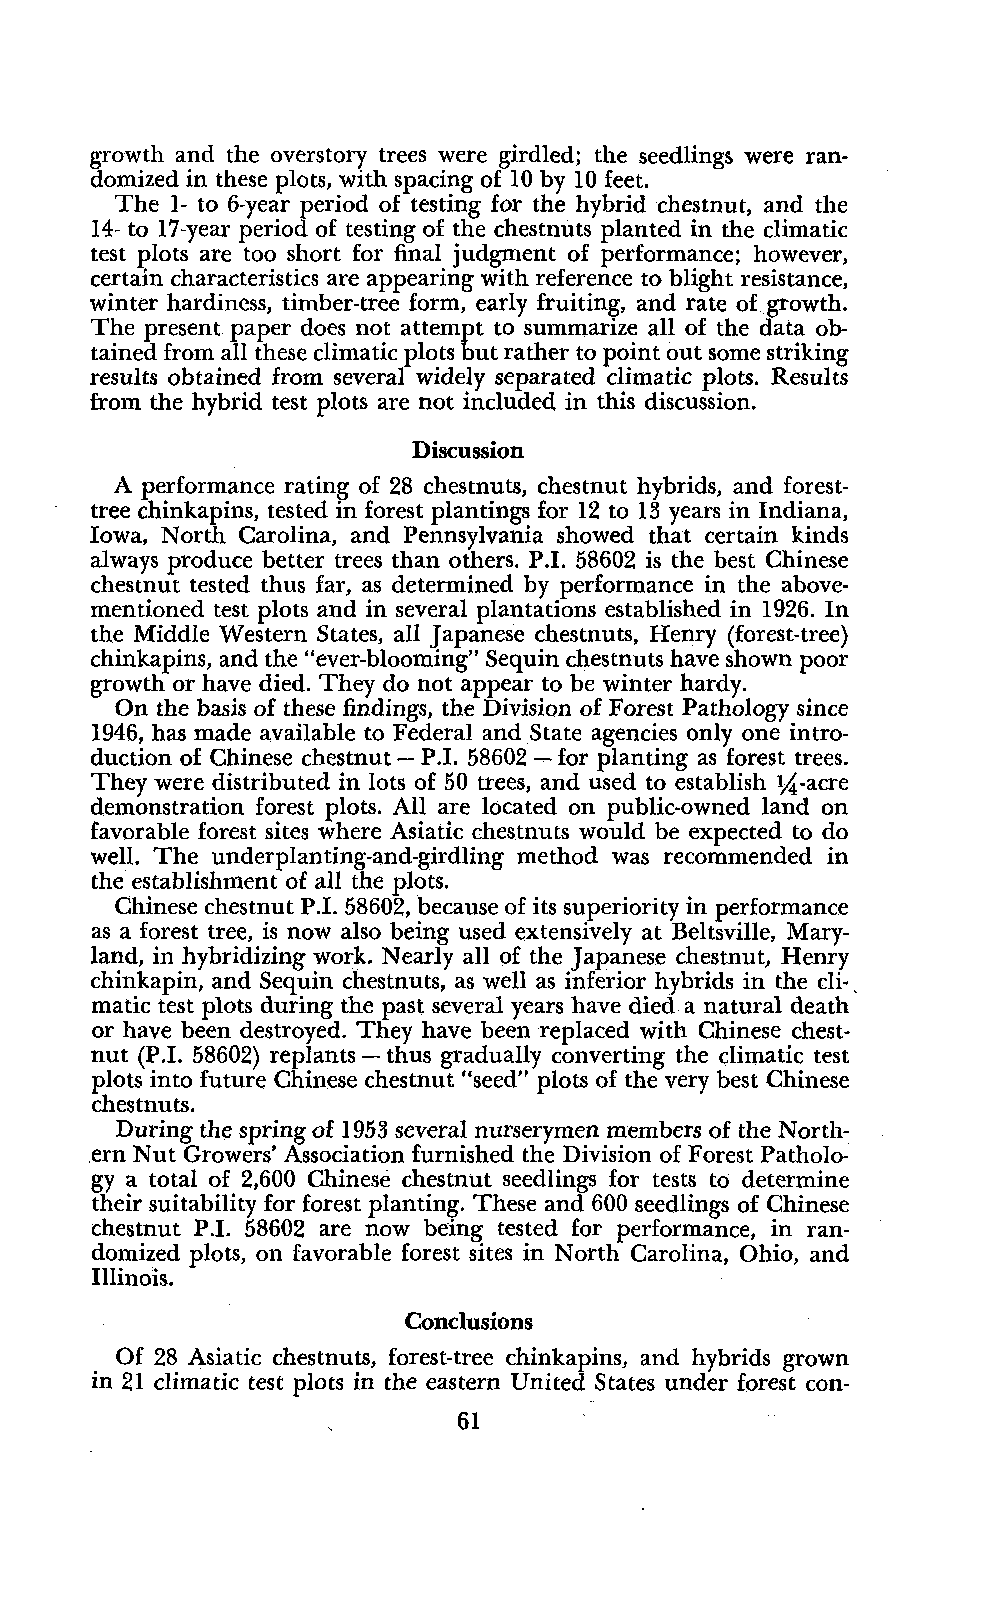 growth and the overstory trees were girdled; the seedlings were ran-
domized in these plots, with spacing of 10 by 10 feet.
The 1- to 6-year period of testing for the hybrid chestnut, and the
14- to 17-year period of testing of the chestnuts planted in the climatic
test plots are too short for final judgment of performance; however,
certain characteristics are appearing with reference to blight resistance,
winter hardiness, timber-tree form, early fruiting, and rate of growth.
The present paper does not attempt to summarize all of the data ob-
tained from all these climatic plots but rather to point out some striking
results obtained from several widely separated climatic plots. Results
from the hybrid test plots are not included in this discussion.
Discussion
A performance rating of 28 chestnuts, chestnut hybrids, and forest-
tree chinkapins, tested in forest plantings for 12 to 13 years in Indiana,
Iowa, North Carolina, and Pennsylvania showed that certain kinds
always produce better trees than others. P.I. 58602 is the best Chinese
chestnut tested thus far, as determined by performance in the above-
mentioned test plots and in several plantations established in 1926. In
the Middle Western States, all Japanese chestnuts, Henry (forest-tree)
chinkapins, and the "ever-blooming" Sequin chestnuts have shown poor
growth or have died. They do not appear to be winter hardy.
On the basis of these findings, the Division of Forest Pathology since
1946, has made available to Federal and State agencies only one intro-
duction of Chinese chestnut — P.I. 58602 — for planting as forest trees.
They were distributed in lots of 50 trees, and used to establish ¼-acre
demonstration forest plots. All are located on public-owned land on
favorable forest sites where Asiatic chestnuts would be expected to do
well. The underplanting-and-girdling method was recommended in
the establishment of all the plots.
Chinese chestnut P.I. 58602, because of its superiority in performance
as a forest tree, is now also being used extensively at Beltsville, Mary-
land, in hybridizing work. Nearly all of the Japanese chestnut, Henry
chinkapin, and Sequin chestnuts, as well as inferior hybrids in the cli-
matic test plots during the past several years have died a natural death
or have been destroyed. They have been replaced with Chinese chest-
nut (P.I. 58602) replants — thus gradually converting the climatic test
plots into future Chinese chestnut "seed" plots of the very best Chinese
chestnuts.
During the spring of 1953 several nurserymen members of the North-
ern Nut Growers' Association furnished the Division of Forest Patholo-
gy a total of 2,600 Chinese chestnut seedlings for tests to determine
their suitability for forest planting. These and 600 seedlings of Chinese
chestnut P.I. 58602 are now being tested for performance, in ran-
domized plots, on favorable forest sites in North Carolina, Ohio, and
Illinois.
Conclusions
Of 28 Asiatic chestnuts, forest-tree chinkapins, and hybrids grown
in 21 climatic test plots in the eastern United States under forest con-
61